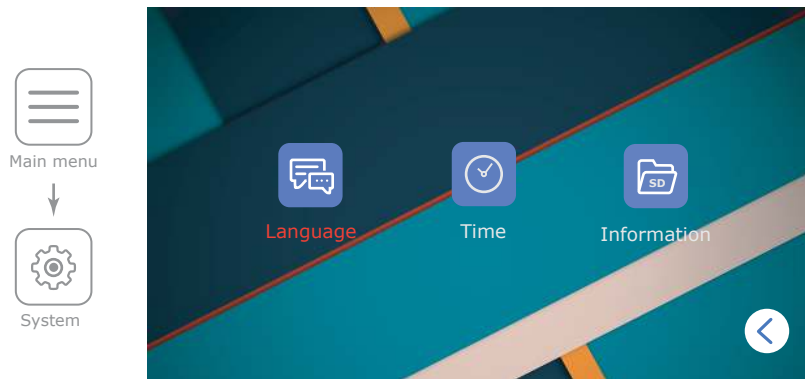 Main menu
System
Language
Time
SD
Information